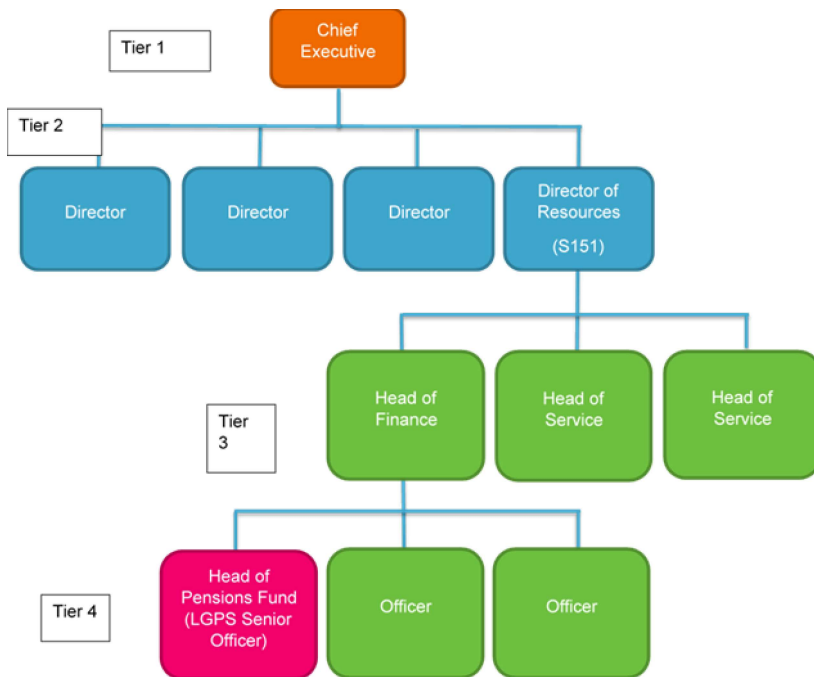 Tier 1
Chief
Executive
Tier 2
Director
Director
Director
Director of
Resources
(S151)
Tier
3
Head of
Finance
Head of
Service
Head of
Service
Tier 4
Head of
Pensions Fund
(LGPS Senior
Officer)
Officer
Officer